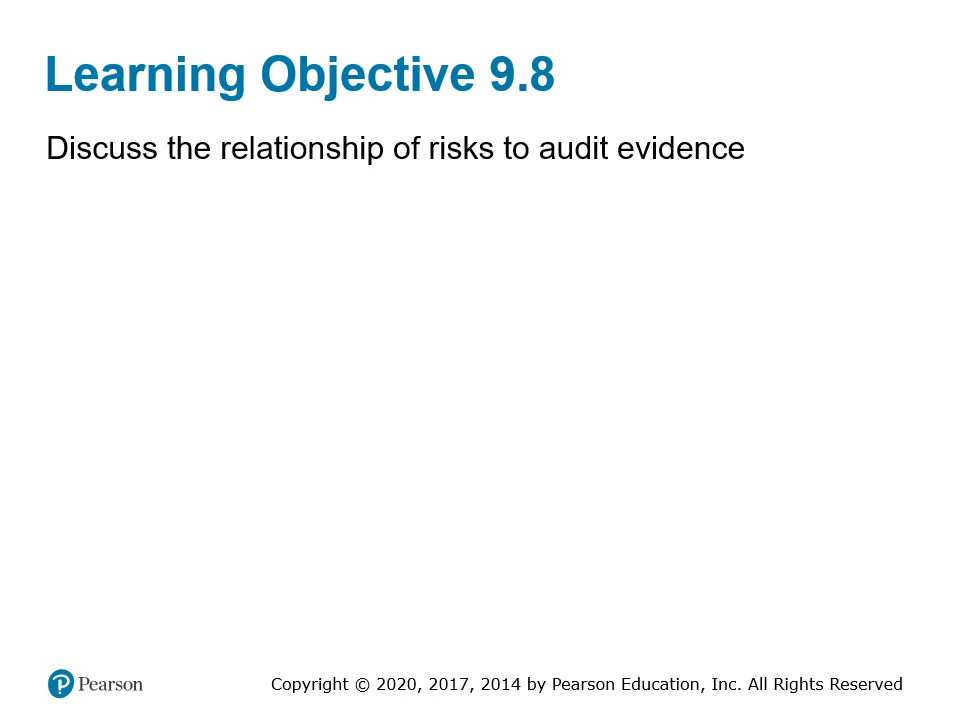 Learning Objective 9.8
Discuss the relationship of risks to audit evidence
Pearson
Copyright © 2020, 2017, 2014 by Pearson Education, Inc. All Rights Reserved